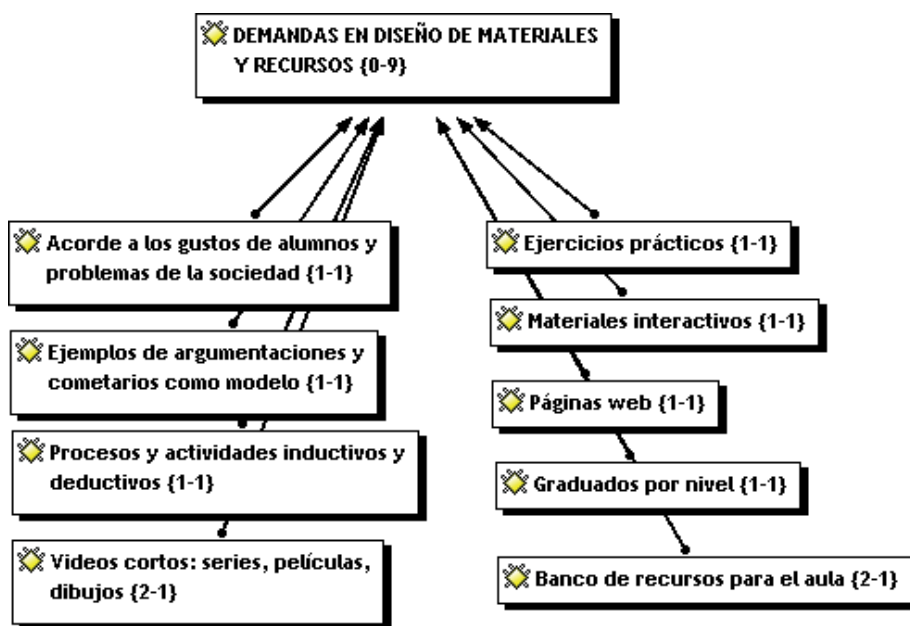 DEMANDAS EN DISEÑO DE MATERIALES
Y RECURSOS {0-9}
Acorde a los gustos de alumnos y
problemas de la sociedad {1-1}
Ejemplos de argumentaciones y
cometarios como modelo {1-1}
Procesos y actividades inductivos y
deductivos {1-1}
Videos cortos: series, películas,
dibujos {2-1}
Ejercicios prácticos {1-1}
Materiales interactivos {1-1}
Páginas web {1-1}
Graduados por nivel {1-1}
Banco de recursos para el aula {2-1}